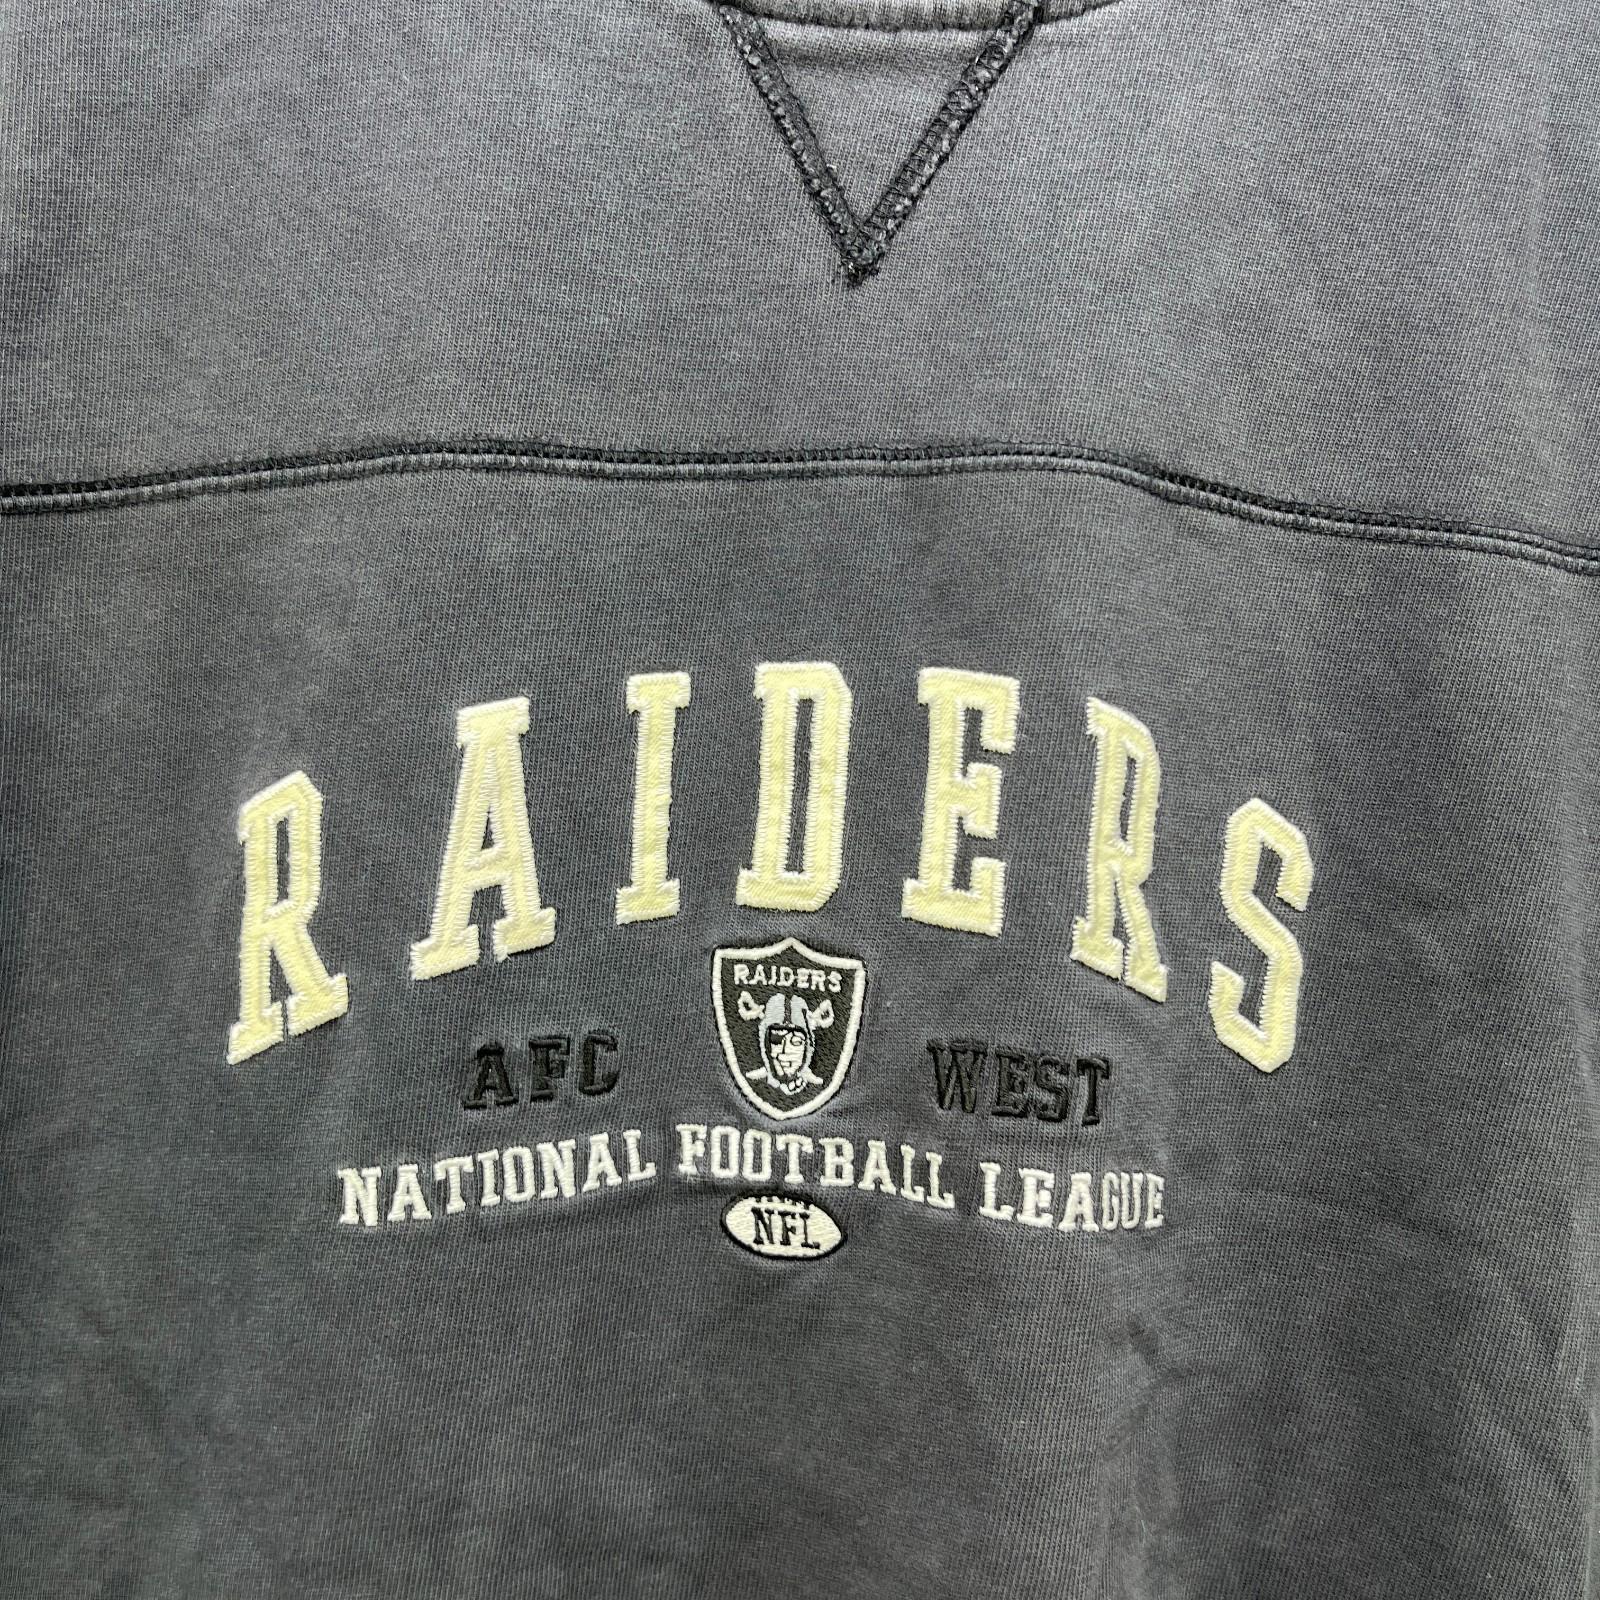 RAIDERS
RAIDERS
AFC WEST
NATIONAL FOOTBALL LEAGUE
NFL